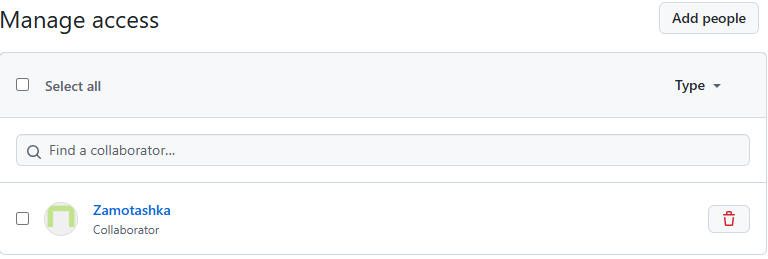 Manage access
Add people
Select all
Type
Find a collaborator...
Zamotashka
Collaborator